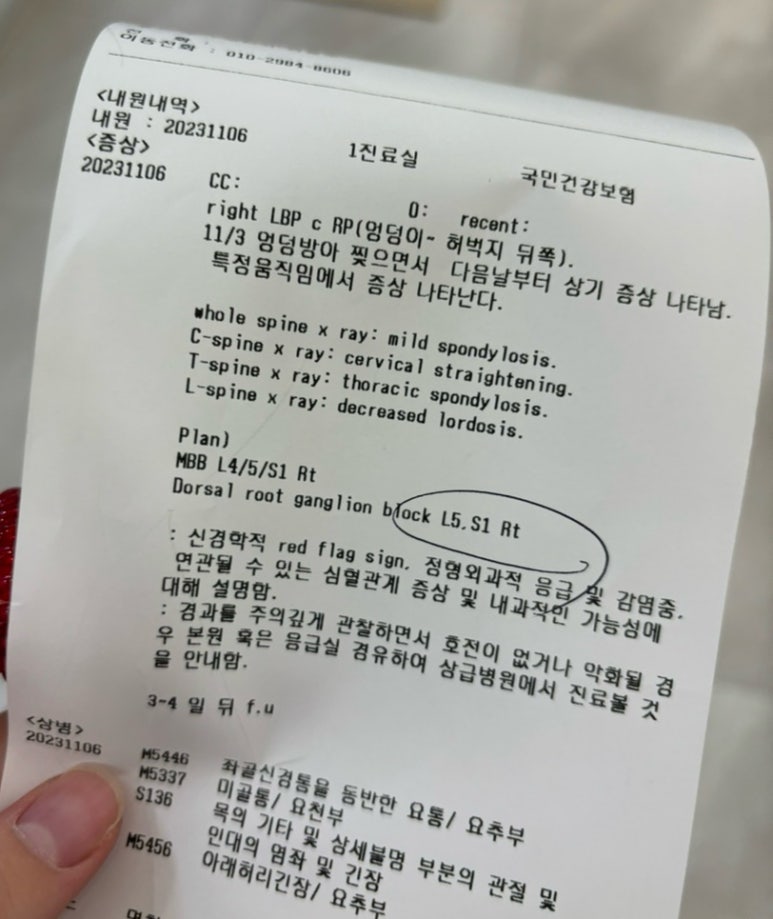 이동전화 : 010-2984-8606
<내원내역>
내원 : 20231106 1진료실 국민건강보험
<증상>
20231106 CC:
O: recent:
right LBP c RP(엉덩이~ 허벅지 뒤쪽).
11/3 엉덩방아 찧으면서 다음날부터 상기 증상 나타남.
특정움직임에서 증상 나타난다.
whole spine x ray: mild spondylosis.
C-spine x ray: cervical straightening.
T-spine x ray: thoracic spondylosis.
L-spine x ray: decreased lordosis.
Plan)
MBB L4/5/S1 Rt
Dorsal root ganglion block L5,S1 Rt
: 신경학적 red flag sign, 정형외과적 응급 및 감염증,
연관될 수 있는 심혈관계 증상 및 내과적인 가능성에
대해 설명함.
: 경과를 주의깊게 관찰하면서 호전이 없거나 악화될 경
우 본원 혹은 응급실 경유하여 상급병원에서 진료볼 것
을 안내함.
3-4 일 뒤 f.u
<상병>
20231106 M5446 좌골신경통을 동반한 요통/ 요추부
M5337 미골통/ 요천부
S136 목의 기타 및 상세불명 부분의 관절 및
인대의 염좌 및 긴장
M5456 아래허리긴장/ 요추부